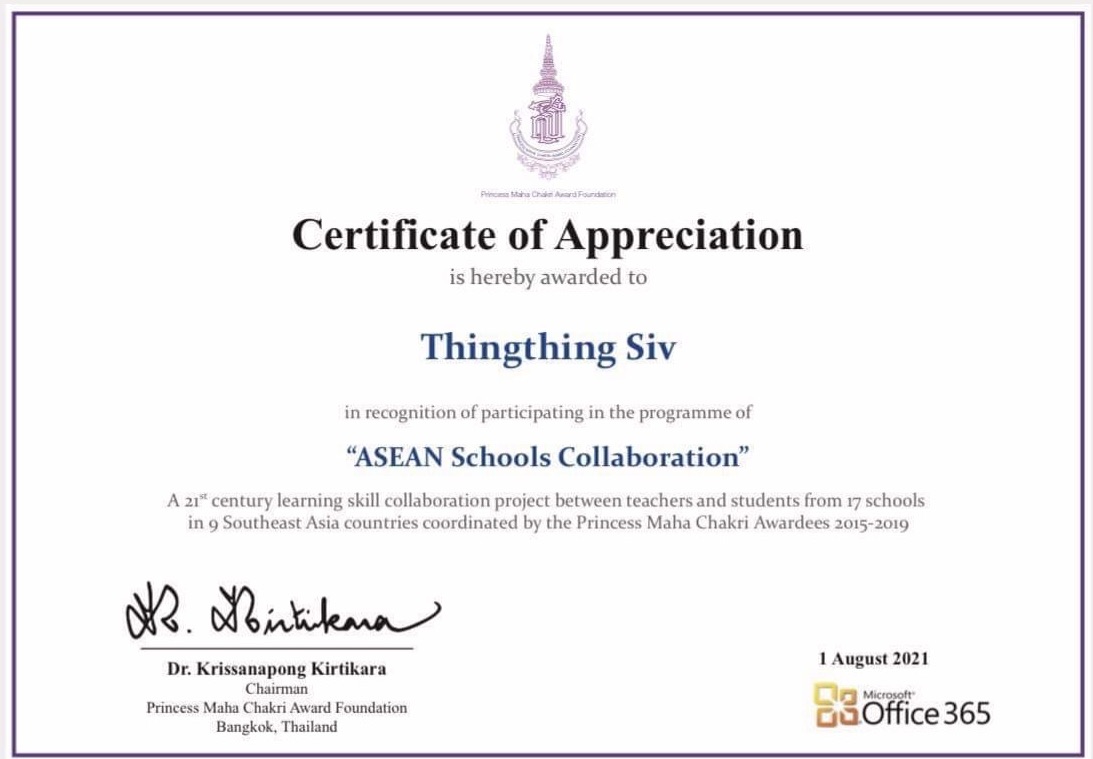 Princess Maha Chakri Award Foundation
Certificate of Appreciation
is hereby awarded to
Thingthing Siv
in recognition of participating in the programme of
“ASEAN Schools Collaboration”
A 21st century learning skill collaboration project between teachers and students from 17 schools
in 9 Southeast Asia countries coordinated by the Princess Maha Chakri Awardees 2015-2019
Kirtikara
Dr. Krissanapong Kirtikara
Chairman
Princess Maha Chakri Award Foundation
Bangkok, Thailand
1 August 2021
Microsoft®
Office 365